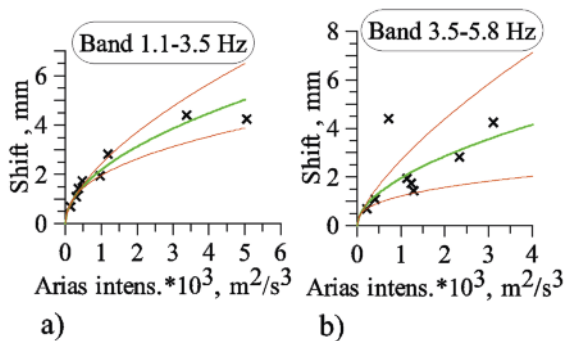 Band 1.1-3.5 Hz
Shift , mm
6
4
2
0
0 1 2 3 4 5 6
Arias intens.*10³, m²/s³
a)
Band 3.5-5.8 Hz
Shift , mm
8
6
4
2
0
0 1 2 3 4
Arias intens.*10³, m²/s³
b)